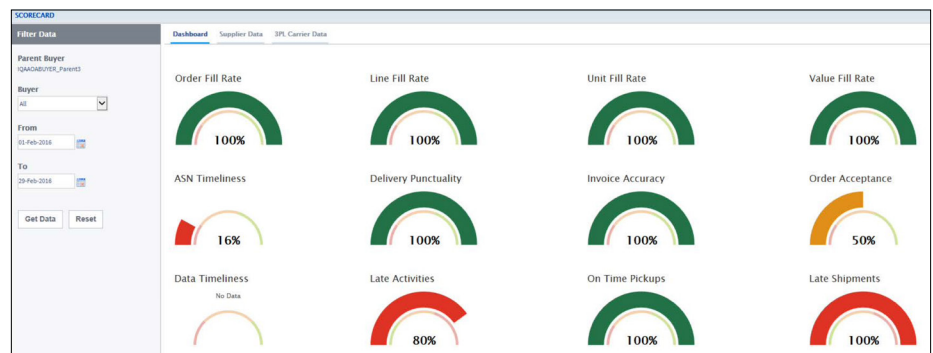 SCORECARD
Filter Data
Parent Buyer
IQAAOABUYER_Parent3
Buyer
All
From
01-Feb-2016
To
29-Feb-2016
Get Data Reset
Dashboard Supplier Data 3PL Carrier Data
Order Fill Rate Line Fill Rate Unit Fill Rate Value Fill Rate
100% 100% 100% 100%
ASN Timeliness Delivery Punctuality Invoice Accuracy Order Acceptance
16% 100% 100% 50%
Data Timeliness Late Activities On Time Pickups Late Shipments
No Data
80% 100% 100%